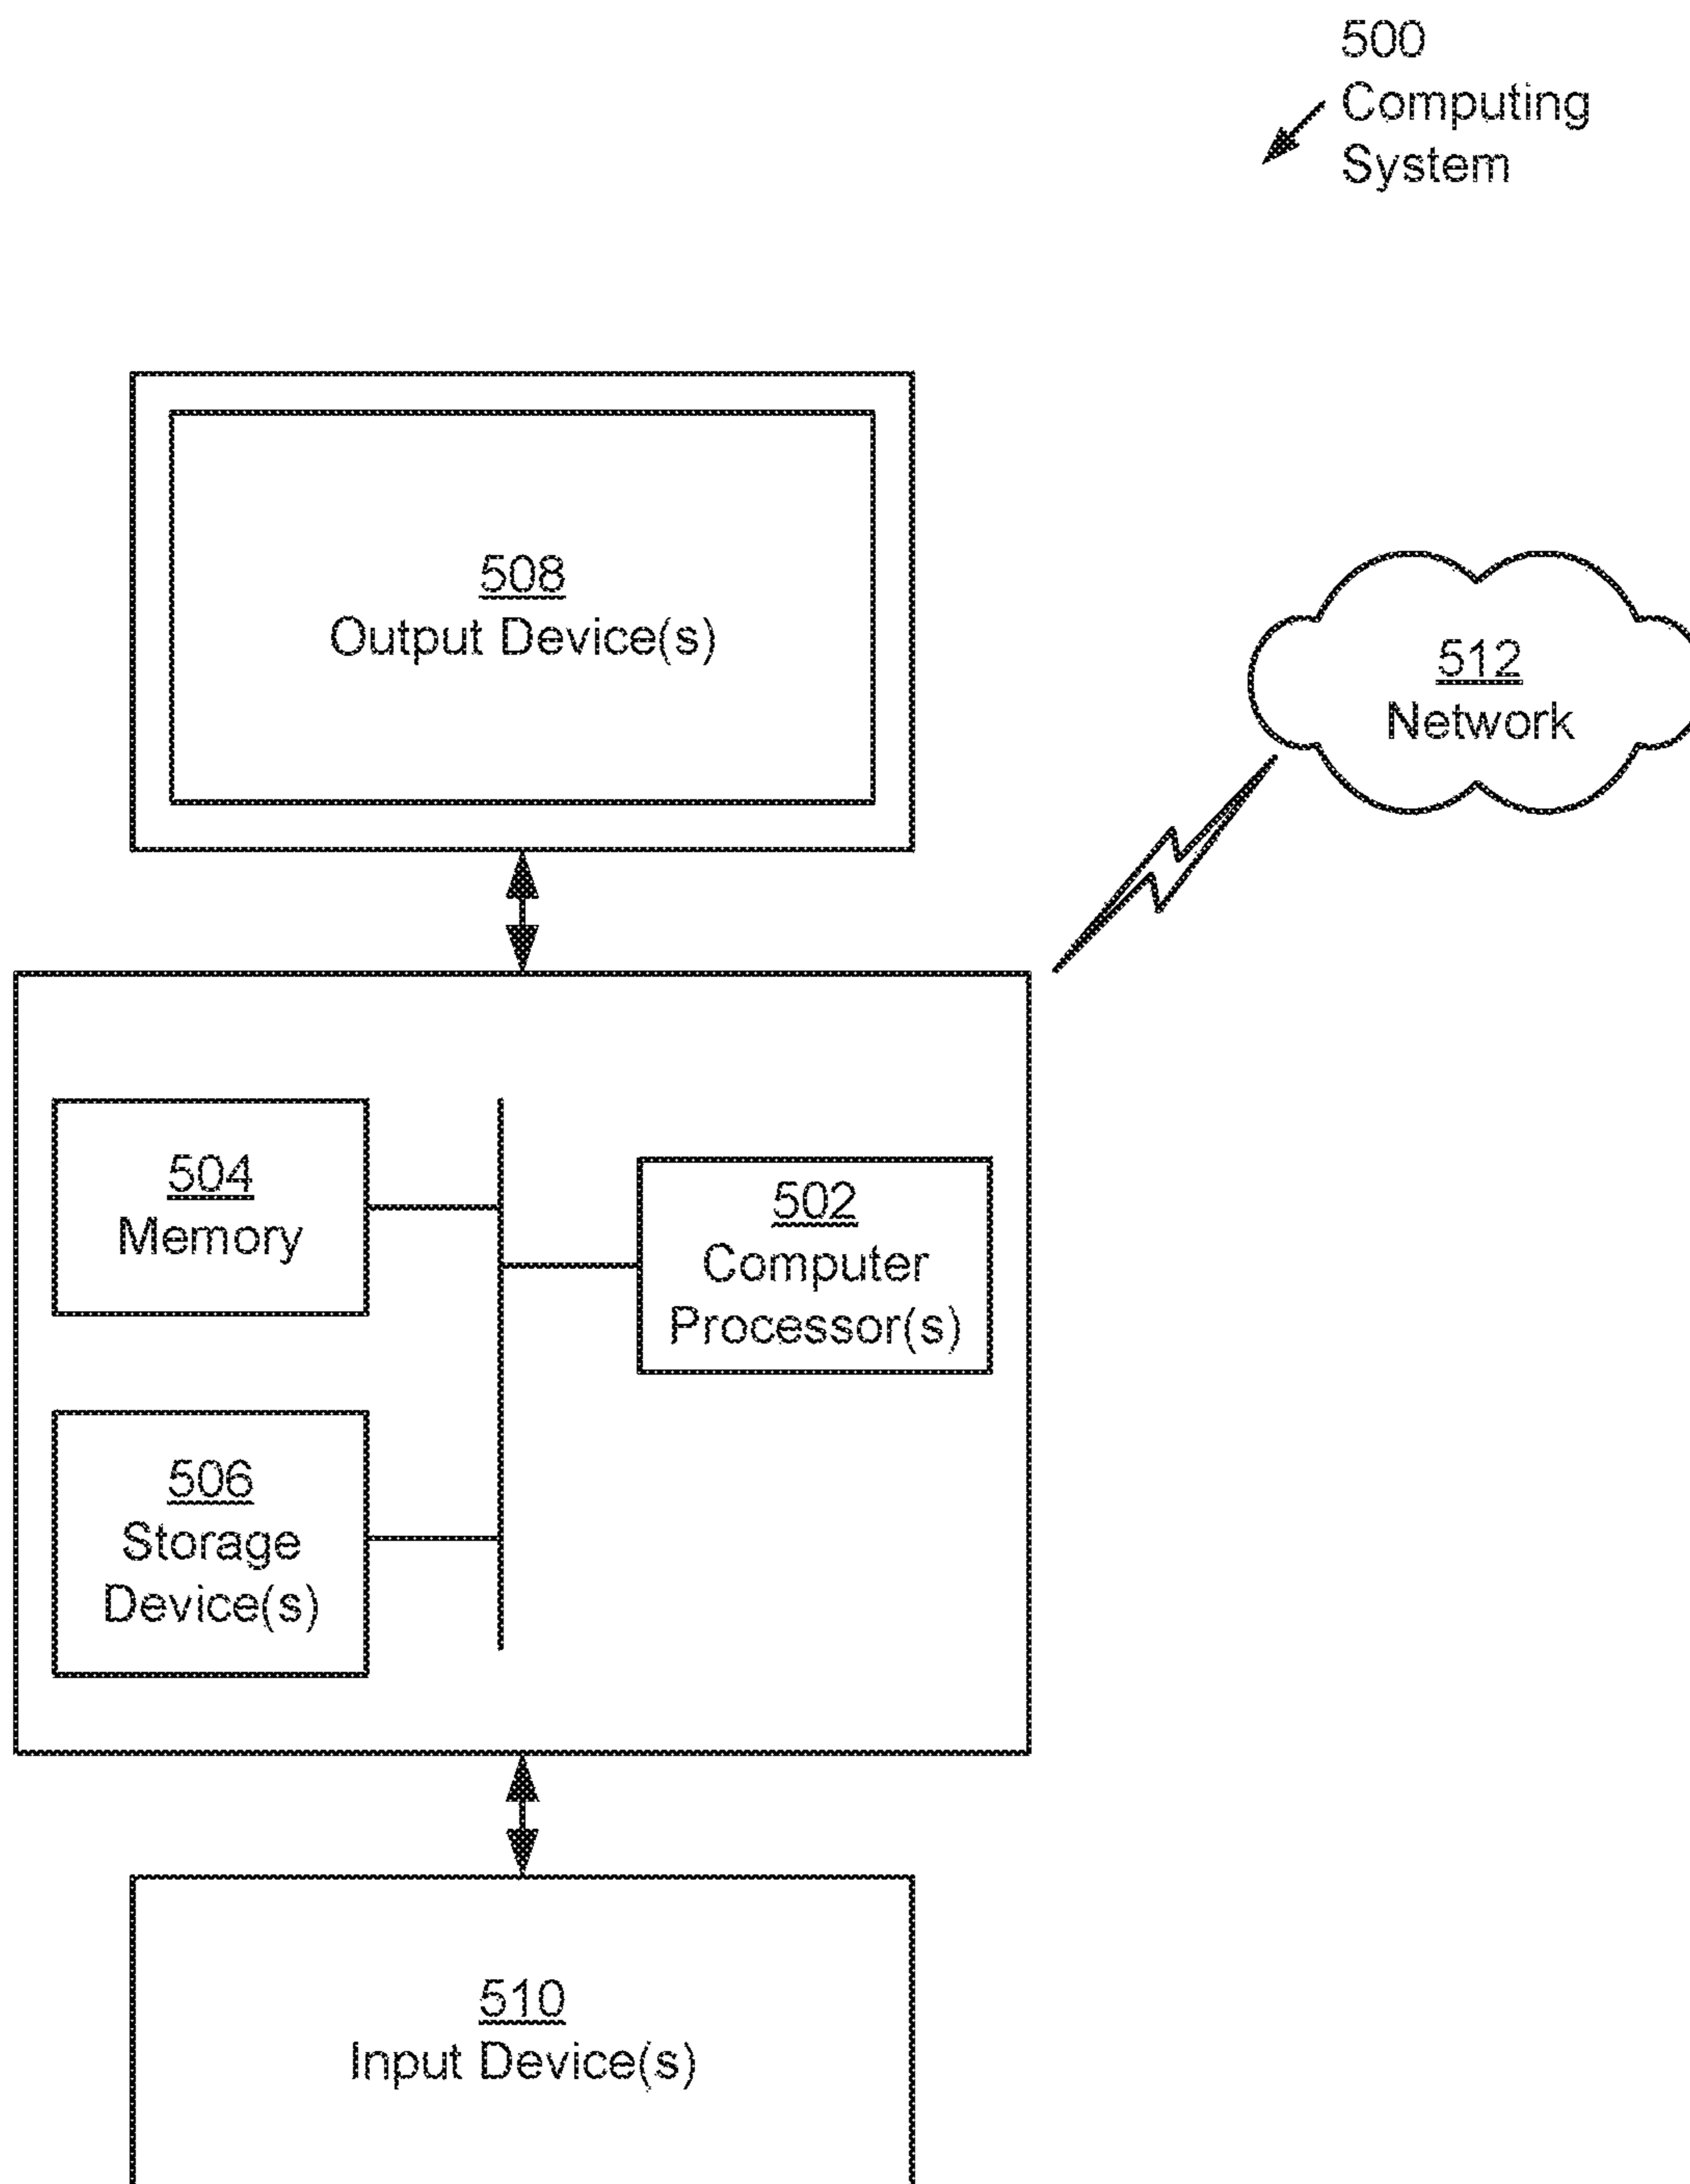 500
Computing
System
508
Output Device(s)
512
Network
504
Memory
502
Computer
Processor(s)
506
Storage
Device(s)
510
Input Device(s)